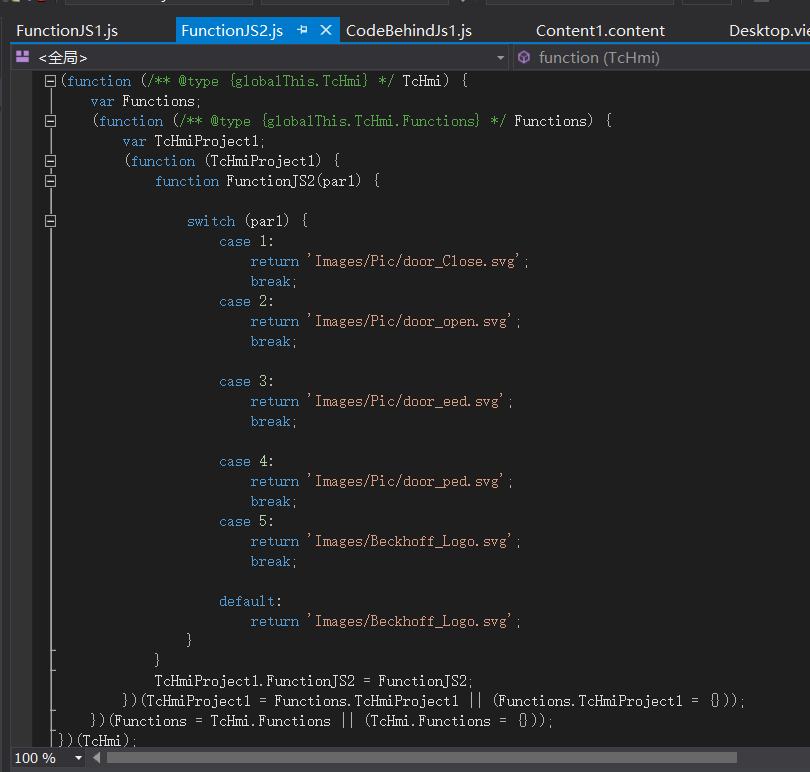 FunctionJS1.js FunctionJS2.js CodeBehindJs1.js Content1.content Desktop.vie
<全局> function (TcHmi)
(function (/** @type {globalThis.TcHmi} */ TcHmi) {
var Functions;
(function (/** @type {globalThis.TcHmi.Functions} */ Functions) {
var TcHmiProject1;
(function (TcHmiProject1) {
function FunctionJS2(par1) {
switch (par1) {
case 1:
return 'Images/Pic/door_Close.svg';
break;
case 2:
return 'Images/Pic/door_open.svg';
break;
case 3:
return 'Images/Pic/door_eed.svg';
break;
case 4:
return 'Images/Pic/door_ped.svg';
break;
case 5:
return 'Images/Beckhoff_Logo.svg';
break;
default:
return 'Images/Beckhoff_Logo.svg';
}
}
TcHmiProject1.FunctionJS2 = FunctionJS2;
})(TcHmiProject1 = Functions.TcHmiProject1 || (Functions.TcHmiProject1 = {}));
})(Functions = TcHmi.Functions || (TcHmi.Functions = {}));
})(TcHmi);
100 %